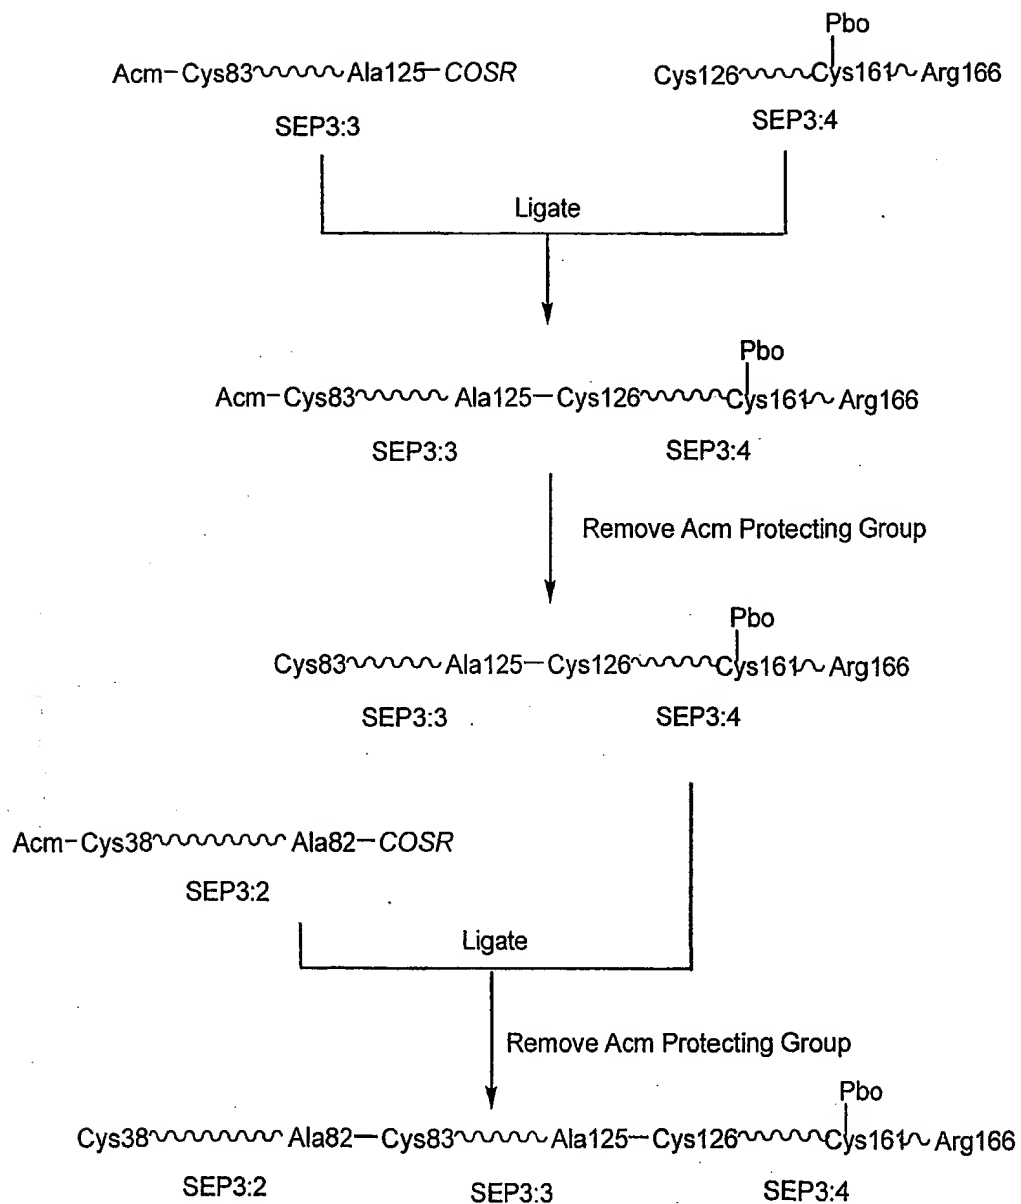 Pbo
Acm–Cys83 Ala125–COSR Cys126 Cys161 Arg166
SEP3:3 SEP3:4
Ligate
Pbo
Acm–Cys83 Ala125–Cys126 Cys161 Arg166
SEP3:3 SEP3:4
Remove Acm Protecting Group
Pbo
Cys83 Ala125–Cys126 Cys161 Arg166
SEP3:3 SEP3:4
Acm–Cys38 Ala82–COSR
SEP3:2
Ligate
Remove Acm Protecting Group
Pbo
Cys38 Ala82–Cys83 Ala125–Cys126 Cys161 Arg166
SEP3:2 SEP3:3 SEP3:4